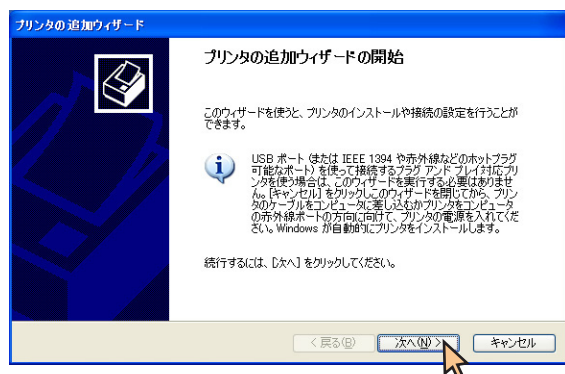 プリンタの追加ウィザード
プリンタの追加ウィザードの開始
このウィザードを使うと、プリンタのインストールや接続の設定を行うことが
できます。
USB ポート (または IEEE 1394 や赤外線などのホットプラグ
可能なポート) を使って接続するプラグ アンド プレイ対応プリ
ンタを使う場合は、このウィザードを実行する必要はありませ
ん。[キャンセル] をクリックしこのウィザードを閉じてから、プリン
タのケーブルをコンピュータに差し込むかプリンタをコンピュータ
の赤外線ポートの方向に向けて、プリンタの電源を入れてくだ
さい。Windows が自動的にプリンタをインストールします。
続行するには、[次へ] をクリックしてください。
< 戻る(B)
次へ(N) >
キャンセル